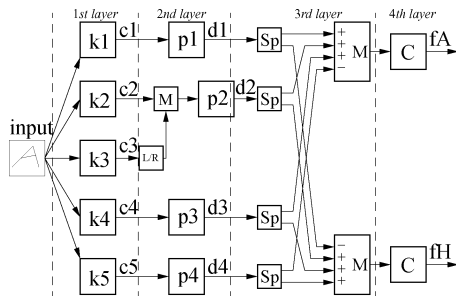 1st layer 2nd layer 3rd layer 4th layer
k1 c1 p1 d1 Sp + + + − M C fA
k2 c2 M p2 d2 Sp
input A
k3 c3 L/R
k4 c4 p3 d3 Sp
k5 c5 p4 d4 Sp − + + + M C fH